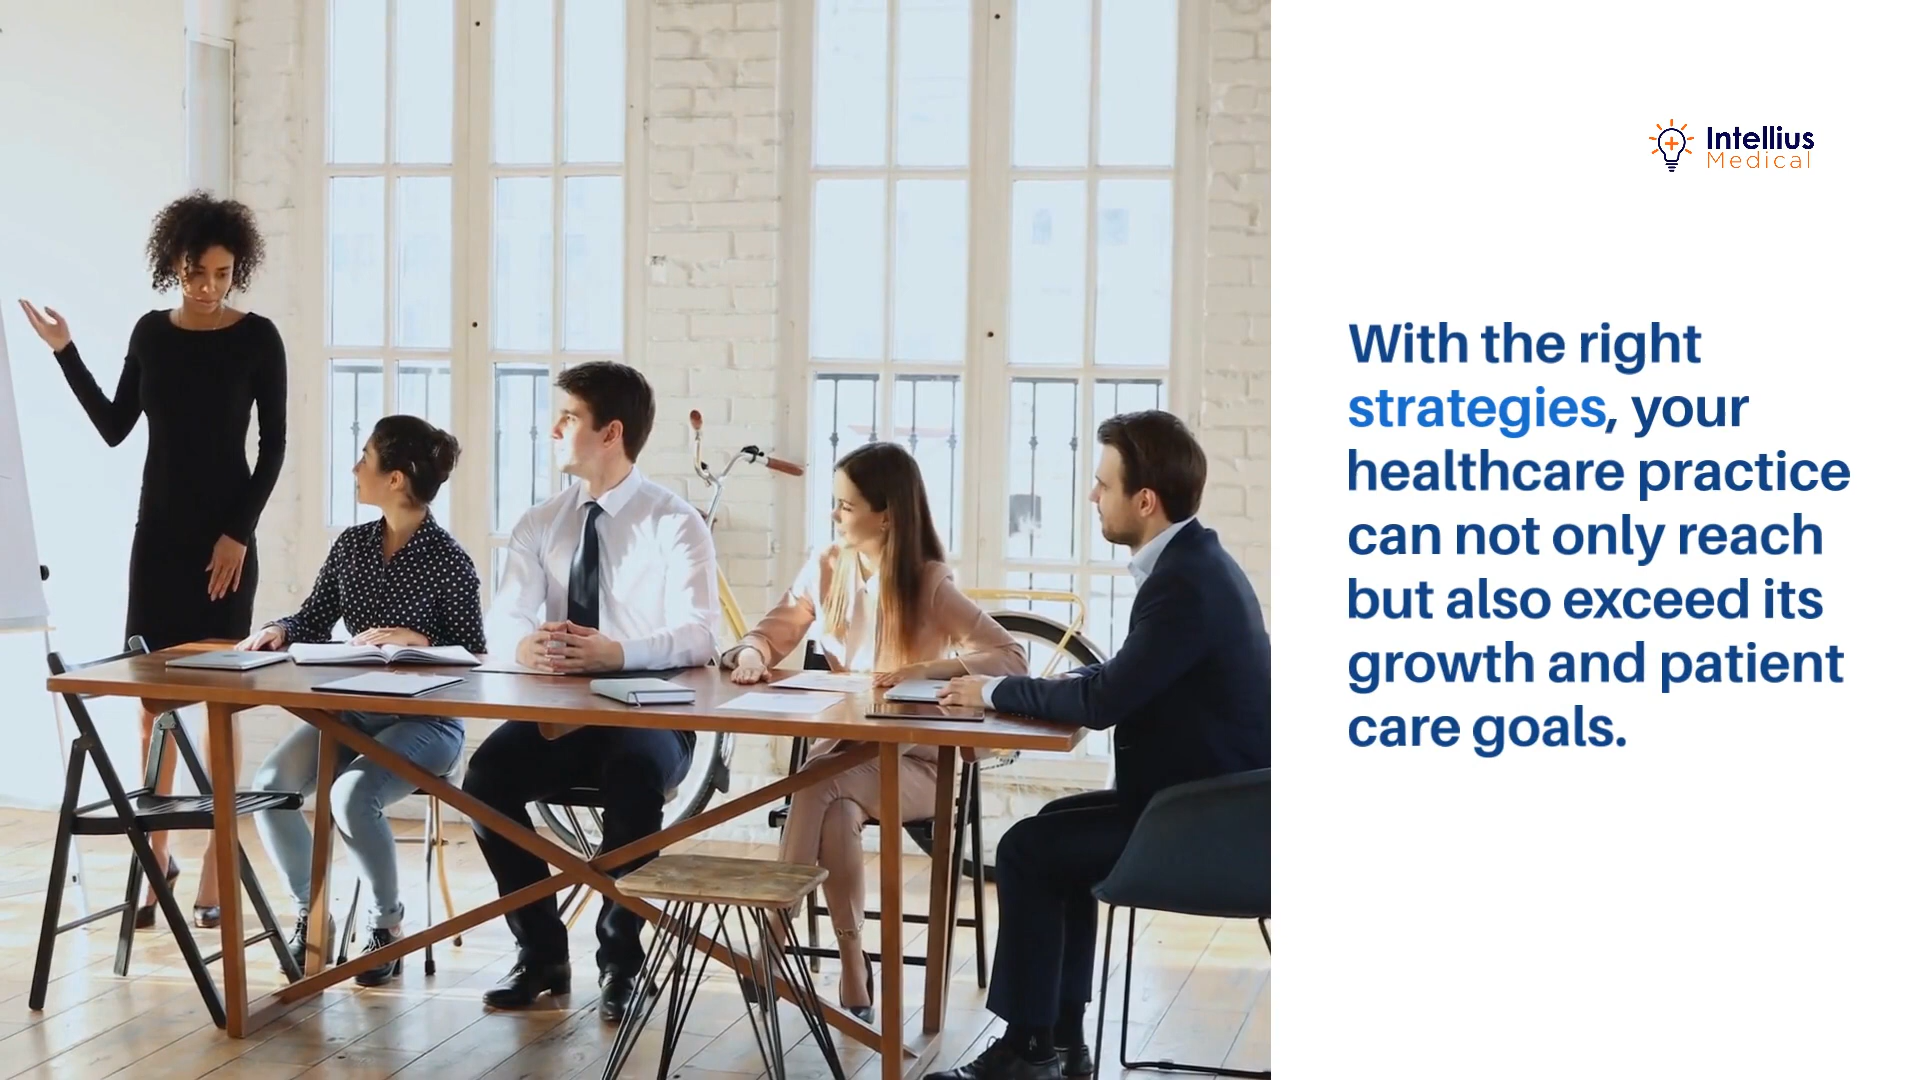 Intellius
Medical
With the right
strategies, your
healthcare practice
can not only reach
but also exceed its
growth and patient
care goals.